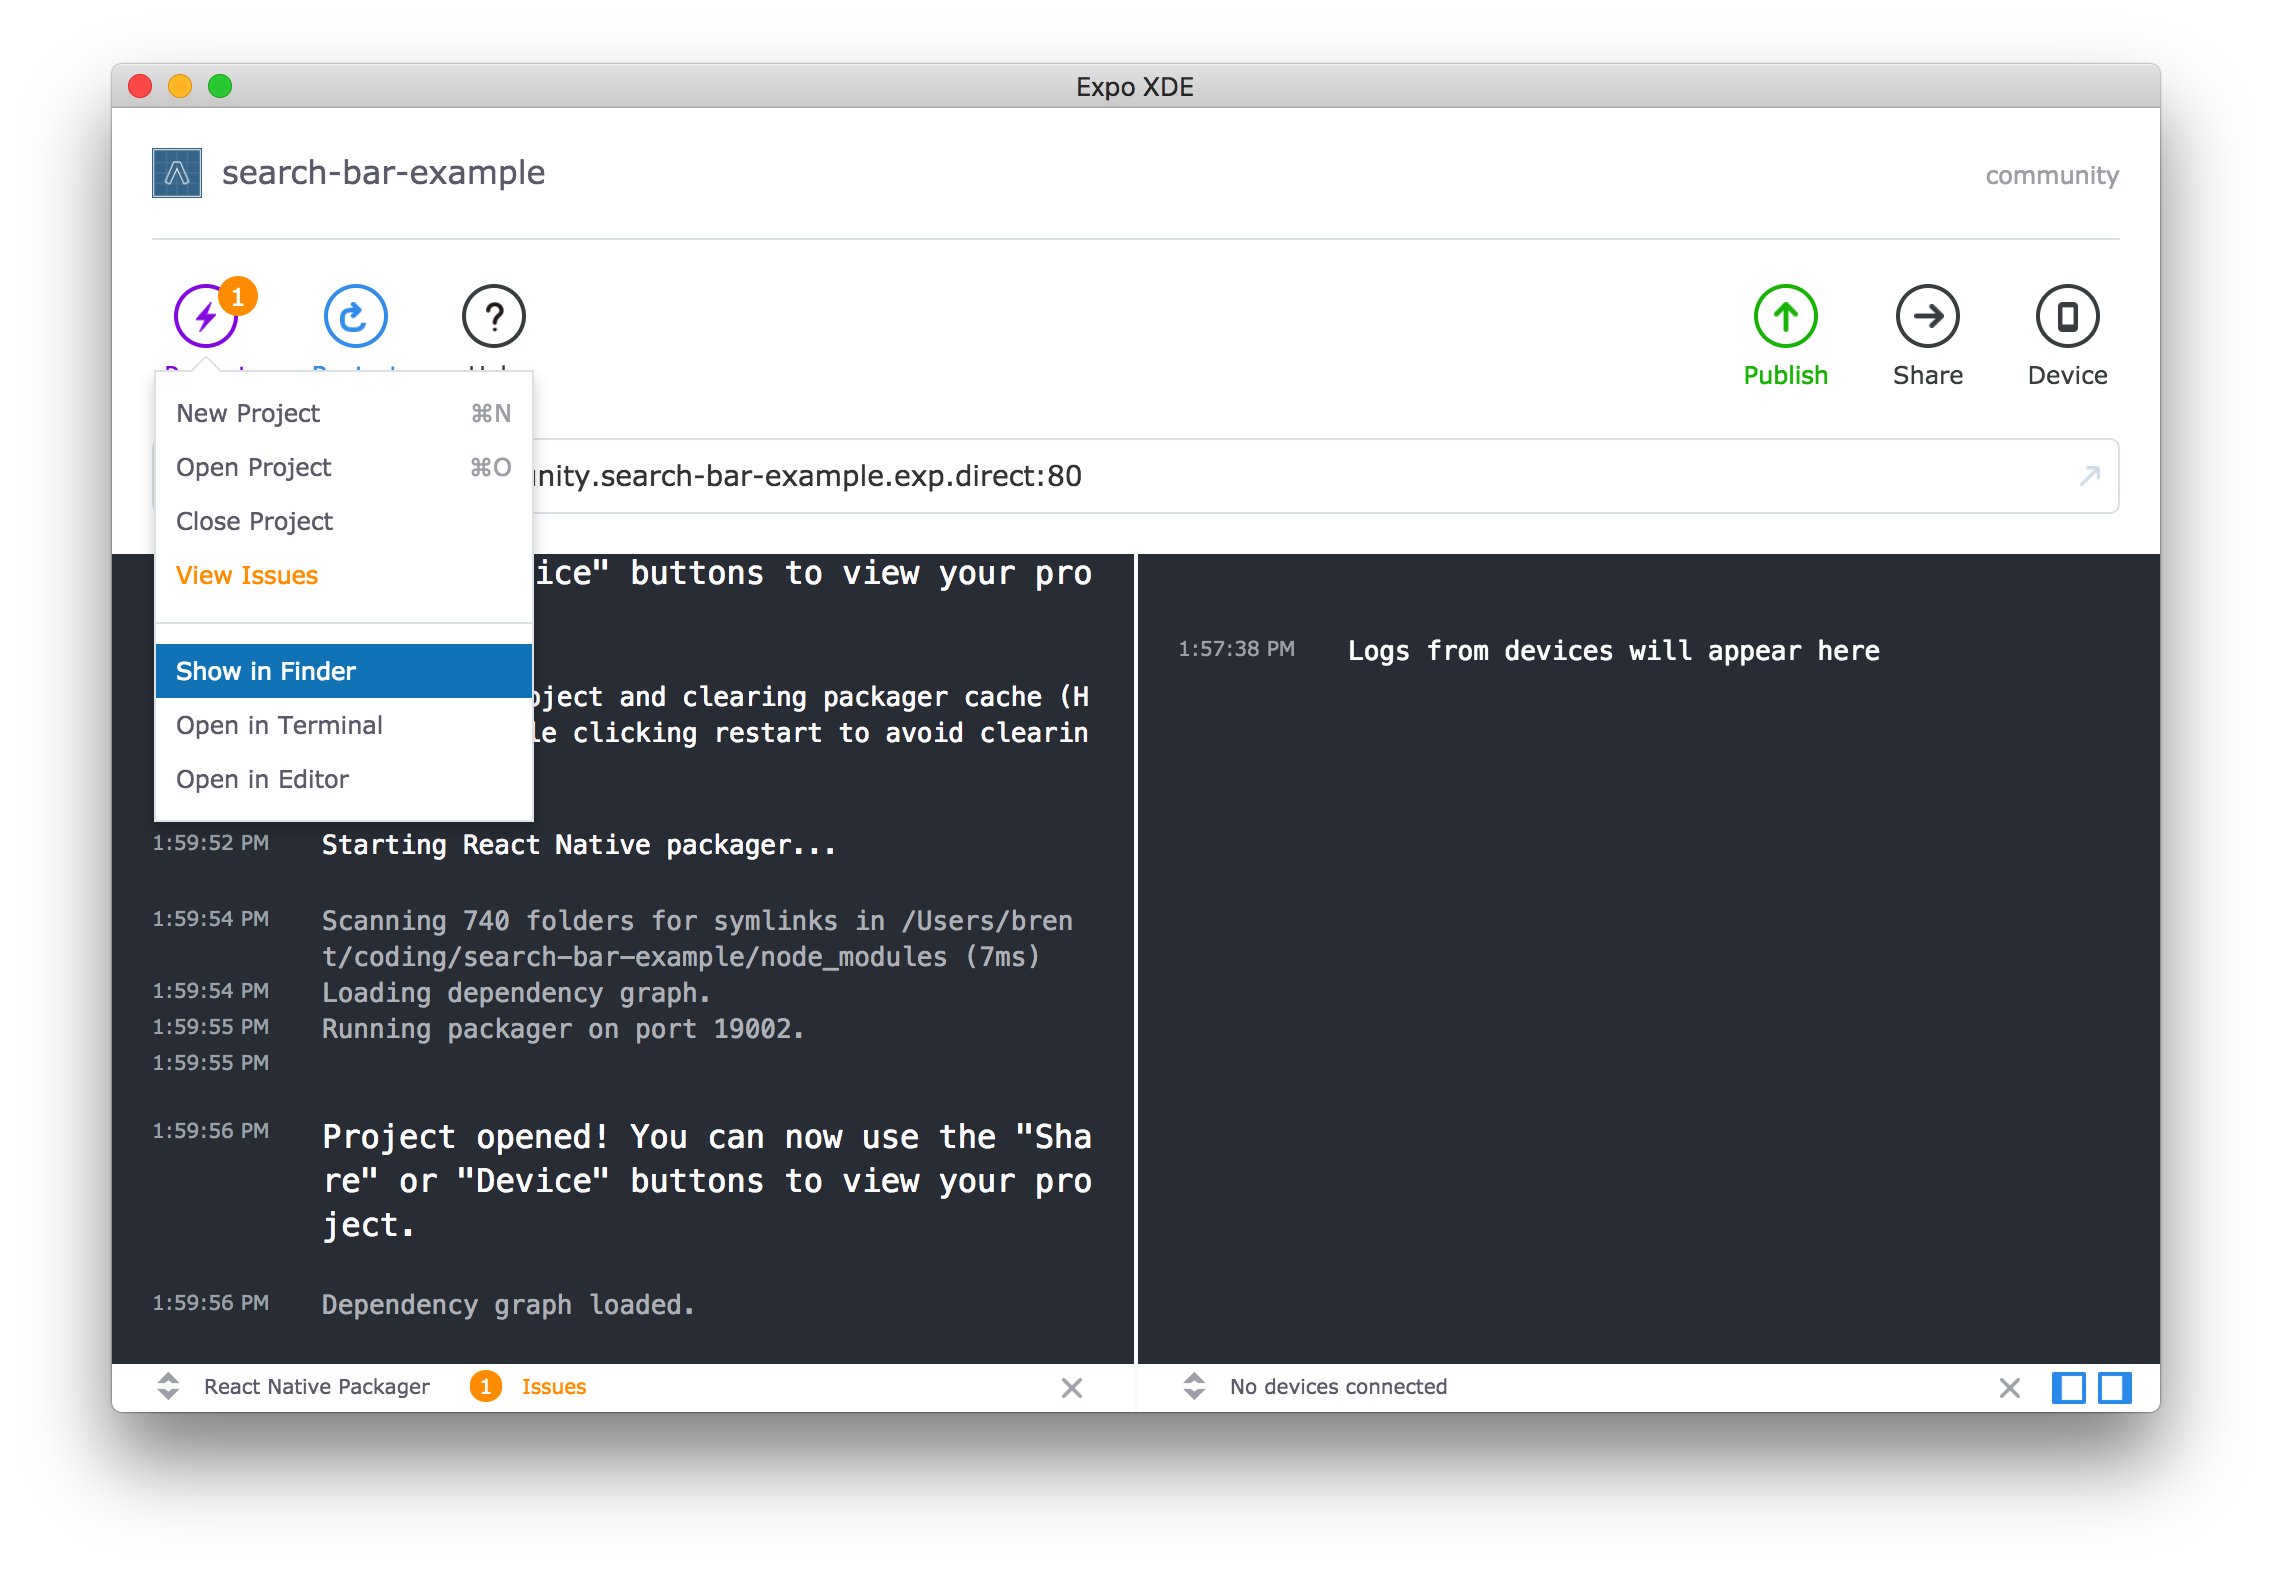 Expo XDE
search-bar-example
community
1
?
Publish
Share
Device
New Project ⌘N
Open Project ⌘O
Close Project
View Issues
Show in Finder
Open in Terminal
Open in Editor
nity.search-bar-example.exp.direct:80
ice" buttons to view your pro
oject and clearing packager cache (H
le clicking restart to avoid clearin
1:59:52 PM Starting React Native packager...
1:59:54 PM Scanning 740 folders for symlinks in /Users/bren
t/coding/search-bar-example/node_modules (7ms)
1:59:54 PM Loading dependency graph.
1:59:55 PM Running packager on port 19002.
1:59:55 PM
1:59:56 PM Project opened! You can now use the "Sha
re" or "Device" buttons to view your pro
ject.
1:59:56 PM Dependency graph loaded.
1:57:38 PM Logs from devices will appear here
React Native Packager 1 Issues
No devices connected